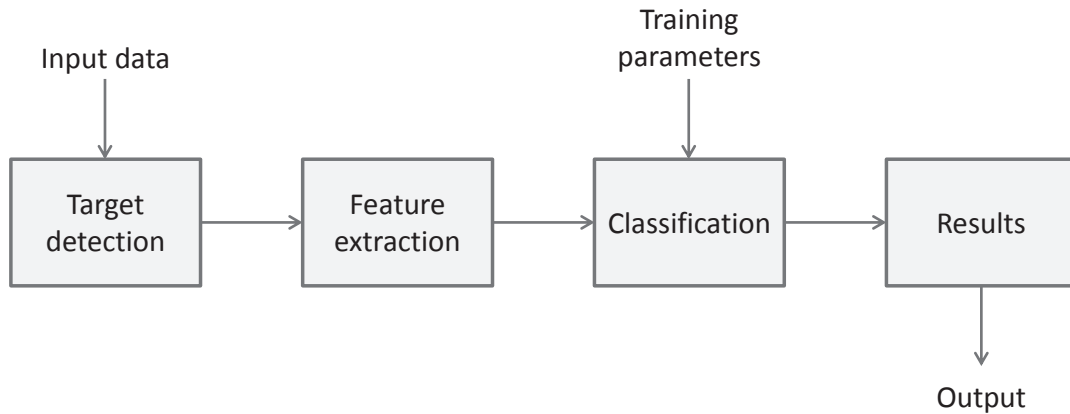 Training
parameters
Input data
Target
detection
Feature
extraction
Classification
Results
Output